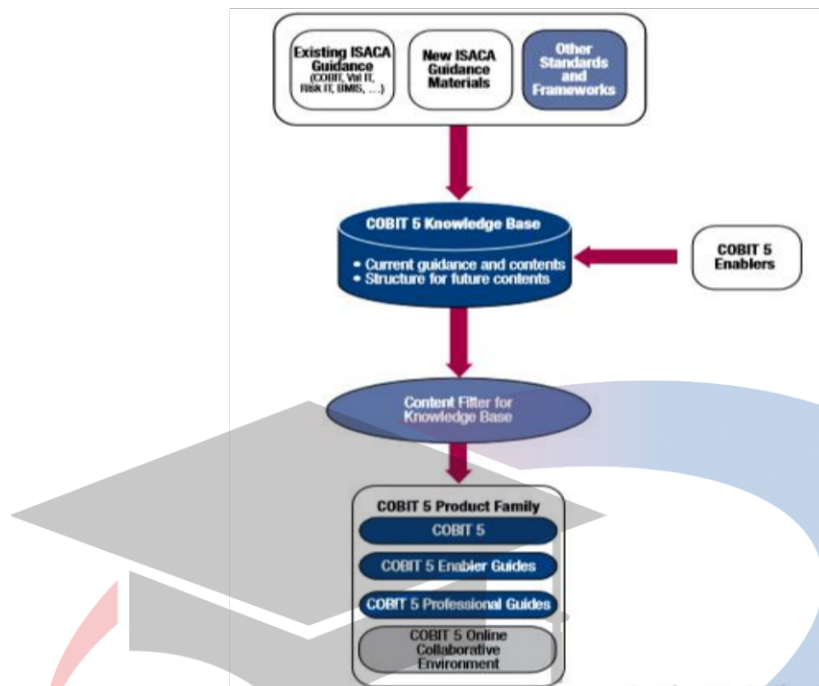 Existing ISACA
Guidance
(COBIT, Val IT,
Risk IT, BMIS, ...)
New ISACA
Guidance
Materials
Other
Standards
and
Frameworks
COBIT 5 Knowledge Base
• Current guidance and contents
• Structure for future contents
COBIT 5
Enablers
Content Filter for
Knowledge Base
COBIT 5 Product Family
COBIT 5
COBIT 5 Enabler Guides
COBIT 5 Professional Guides
COBIT 5 Online
Collaborative
Environment